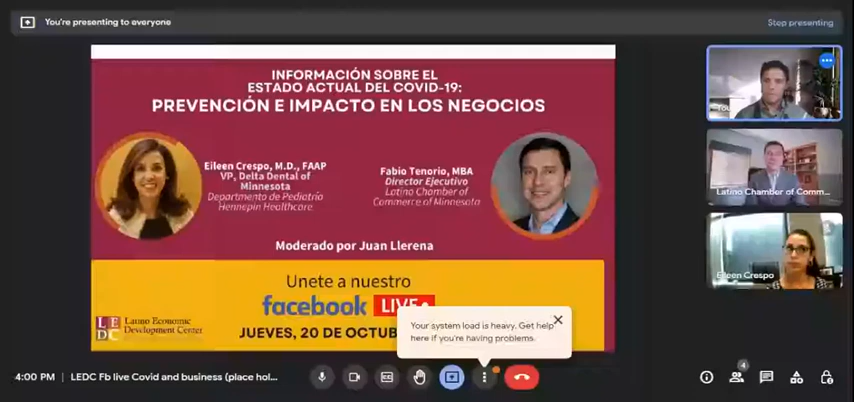 You're presenting to everyone
Stop presenting
INFORMACIÓN SOBRE EL
ESTADO ACTUAL DEL COVID-19:
PREVENCIÓN E IMPACTO EN LOS NEGOCIOS
Eileen Crespo, M.D., FAAP
VP, Delta Dental of
Minnesota
Departamento de Pediatría
Hennepin Healthcare
Fabio Tenorio, MBA
Director Ejecutivo
Latino Chamber of
Commerce of Minnesota
Moderado por Juan Llerena
Unete a nuestro
facebook LIVE
JUEVES, 20 DE OCTUB
LEDC
Latino Economic
Development Center
Your system load is heavy. Get help
here if you're having problems.
You
Latino Chamber of Comm...
Eileen Crespo
4:00 PM | LEDC Fb live Covid and business (place hol...
4